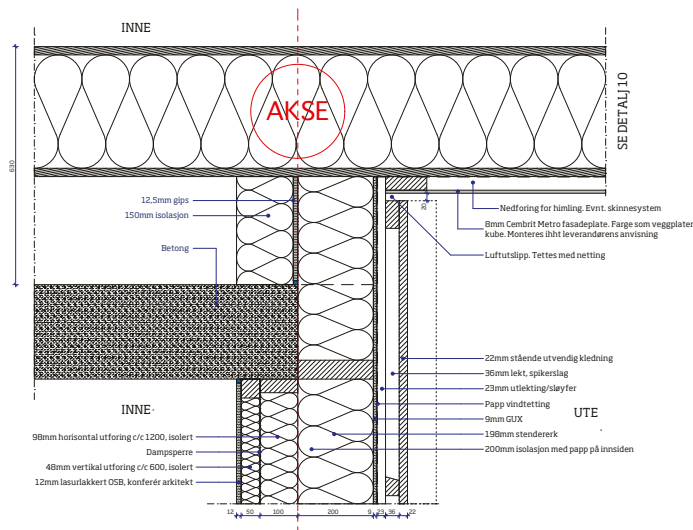 INNE
AKSE
SE DETALJ 10
630
12,5mm gips
150mm isolasjon
Betong
20
Nedforing for himling. Evnt. skinnesystem
8mm Cembrit Metro fasadeplate. Farge som veggplater
kube. Monteres ihht leverandørens anvisning
Luftutslipp. Tettes med netting
22mm stående utvendig kledning
36mm lekt, spikerslag
23mm utlekting/sløyfer
Papp vindtetting
9mm GUX
198mm stendererk
200mm isolasjon med papp på innsiden
UTE
INNE
98mm horisontal utforing c/c 1200, isolert
Dampsperre
48mm vertikal utforing c/c 600, isolert
12mm lasurlakkert OSB, konferér arkitekt
12 50 100 200 9 23 36 22